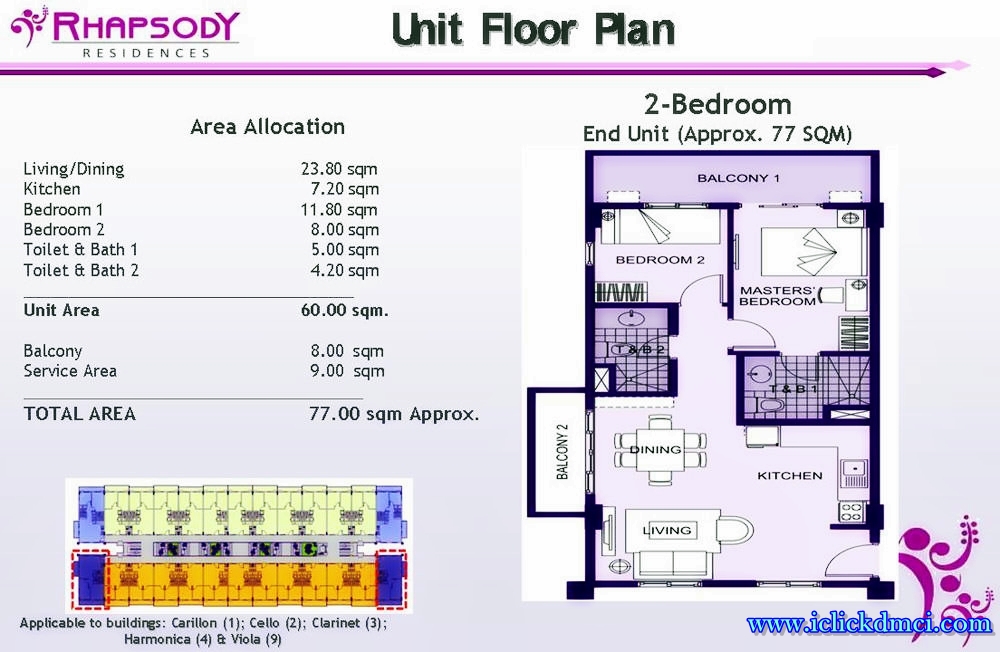 RHAPSODY
RESIDENCES
Unit Floor Plan
Area Allocation
Living/Dining 23.80 sqm
Kitchen 7.20 sqm
Bedroom 1 11.80 sqm
Bedroom 2 8.00 sqm
Toilet & Bath 1 5.00 sqm
Toilet & Bath 2 4.20 sqm
Unit Area 60.00 sqm.
Balcony 8.00 sqm
Service Area 9.00 sqm
TOTAL AREA 77.00 sqm Approx.
Applicable to buildings: Carillon (1); Cello (2); Clarinet (3);
Harmonica (4) & Viola (9)
2-Bedroom
End Unit (Approx. 77 SQM)
BALCONY 1
BEDROOM 2
MASTERS'
BEDROOM
T & B 2
T & B 1
BALCONY 2
DINING
KITCHEN
LIVING
www.iclickdmci.com